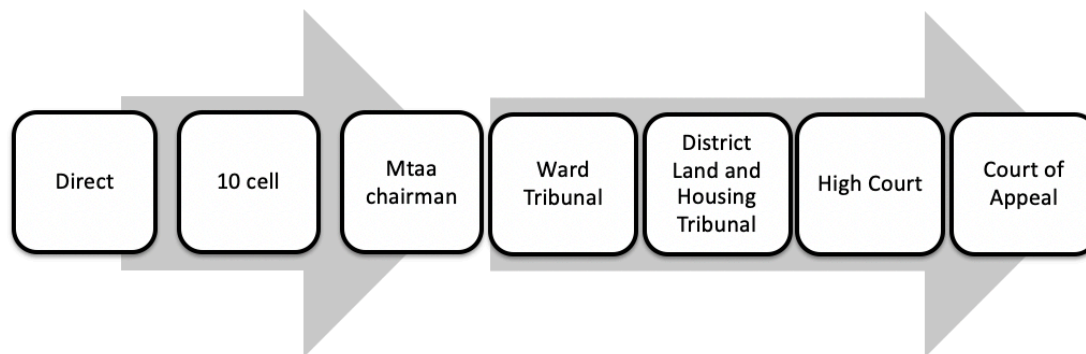 Direct
10 cell
Mtaa
chairman
Ward
Tribunal
District
Land and
Housing
Tribunal
High Court
Court of
Appeal